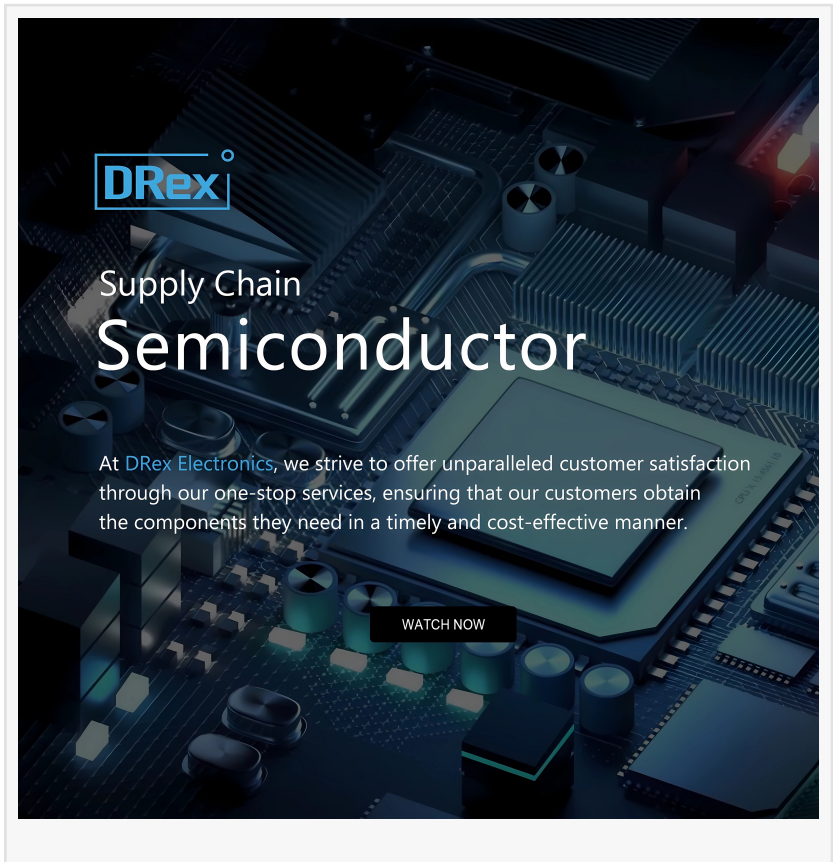 DRex
Supply Chain
Semiconductor
At DRex Electronics, we strive to offer unparalleled customer satisfaction
through our one-stop services, ensuring that our customers obtain
the components they need in a timely and cost-effective manner.
WATCH NOW